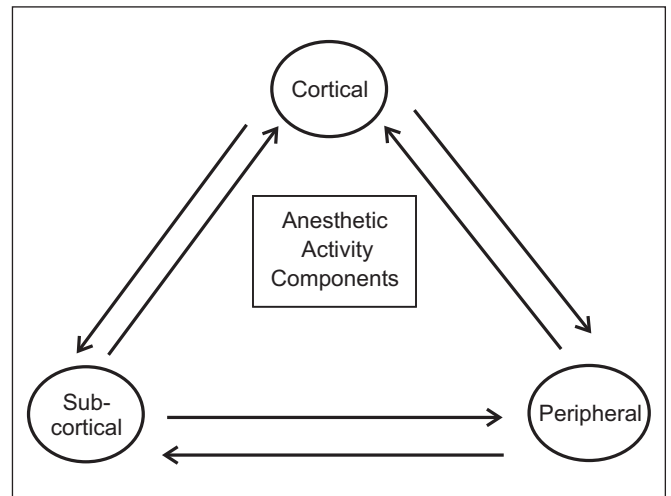 Cortical
Anesthetic
Activity
Components
Sub-
cortical
Peripheral